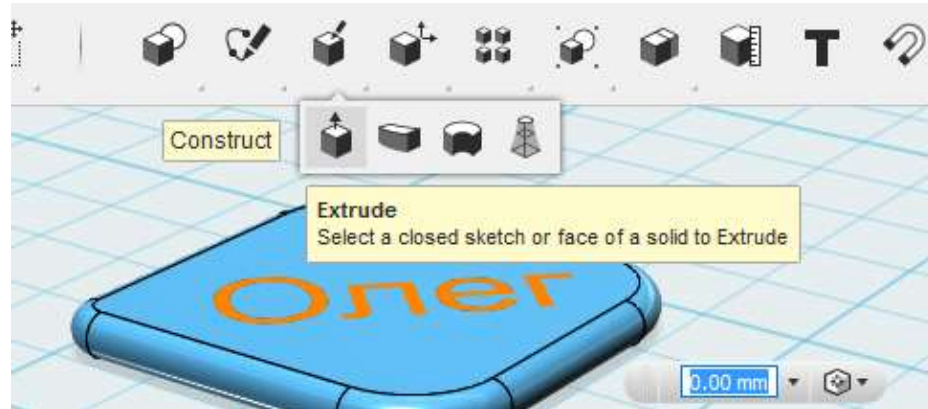 T
Construct
Extrude
Select a closed sketch or face of a solid to Extrude
Олег
0.00 mm